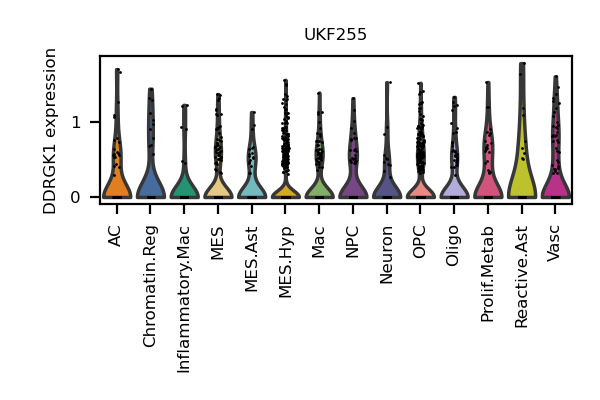 UKF255
DDRGK1 expression
1
0
AC
Chromatin.Reg
Inflammatory.Mac
MES
MES.Ast
MES.Hyp
Mac
NPC
Neuron
OPC
Oligo
Prolif.Metab
Reactive.Ast
Vasc